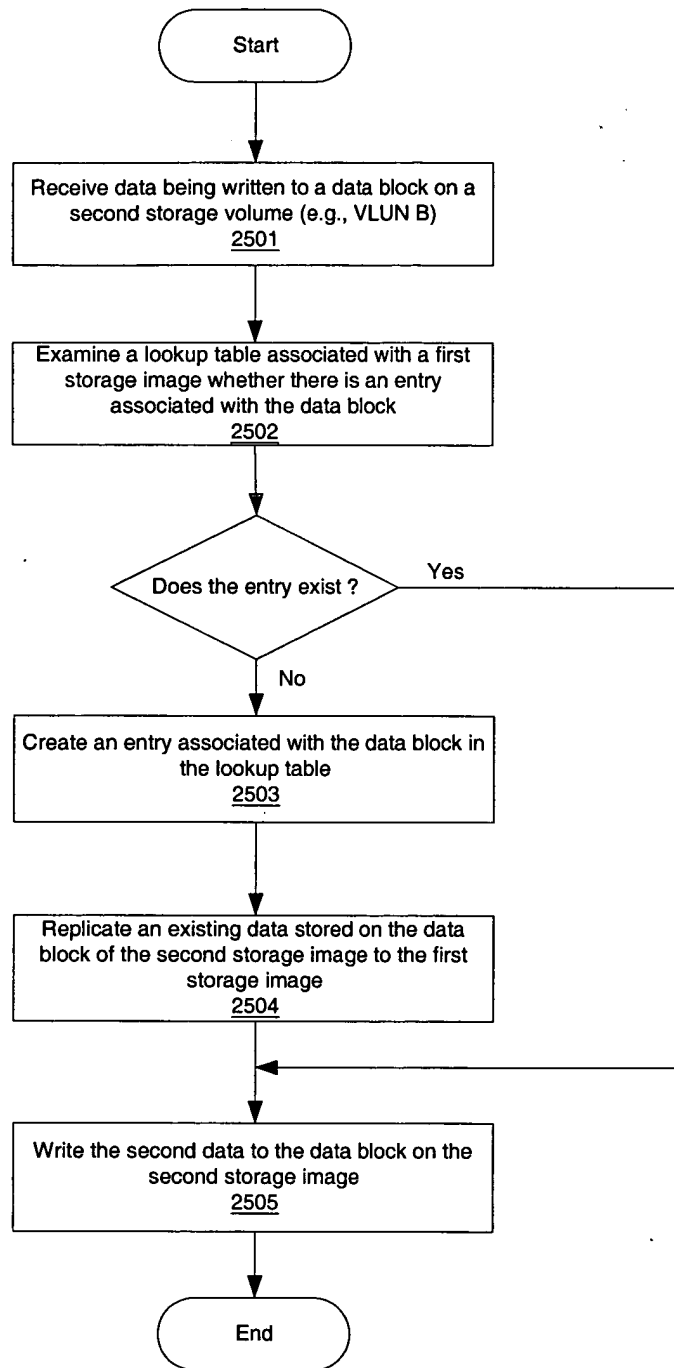 Start
Receive data being written to a data block on a
second storage volume (e.g., VLUN B)
2501
Examine a lookup table associated with a first
storage image whether there is an entry
associated with the data block
2502
Does the entry exist ?
Yes
No
Create an entry associated with the data block in
the lookup table
2503
Replicate an existing data stored on the data
block of the second storage image to the first
storage image
2504
Write the second data to the data block on the
second storage image
2505
End